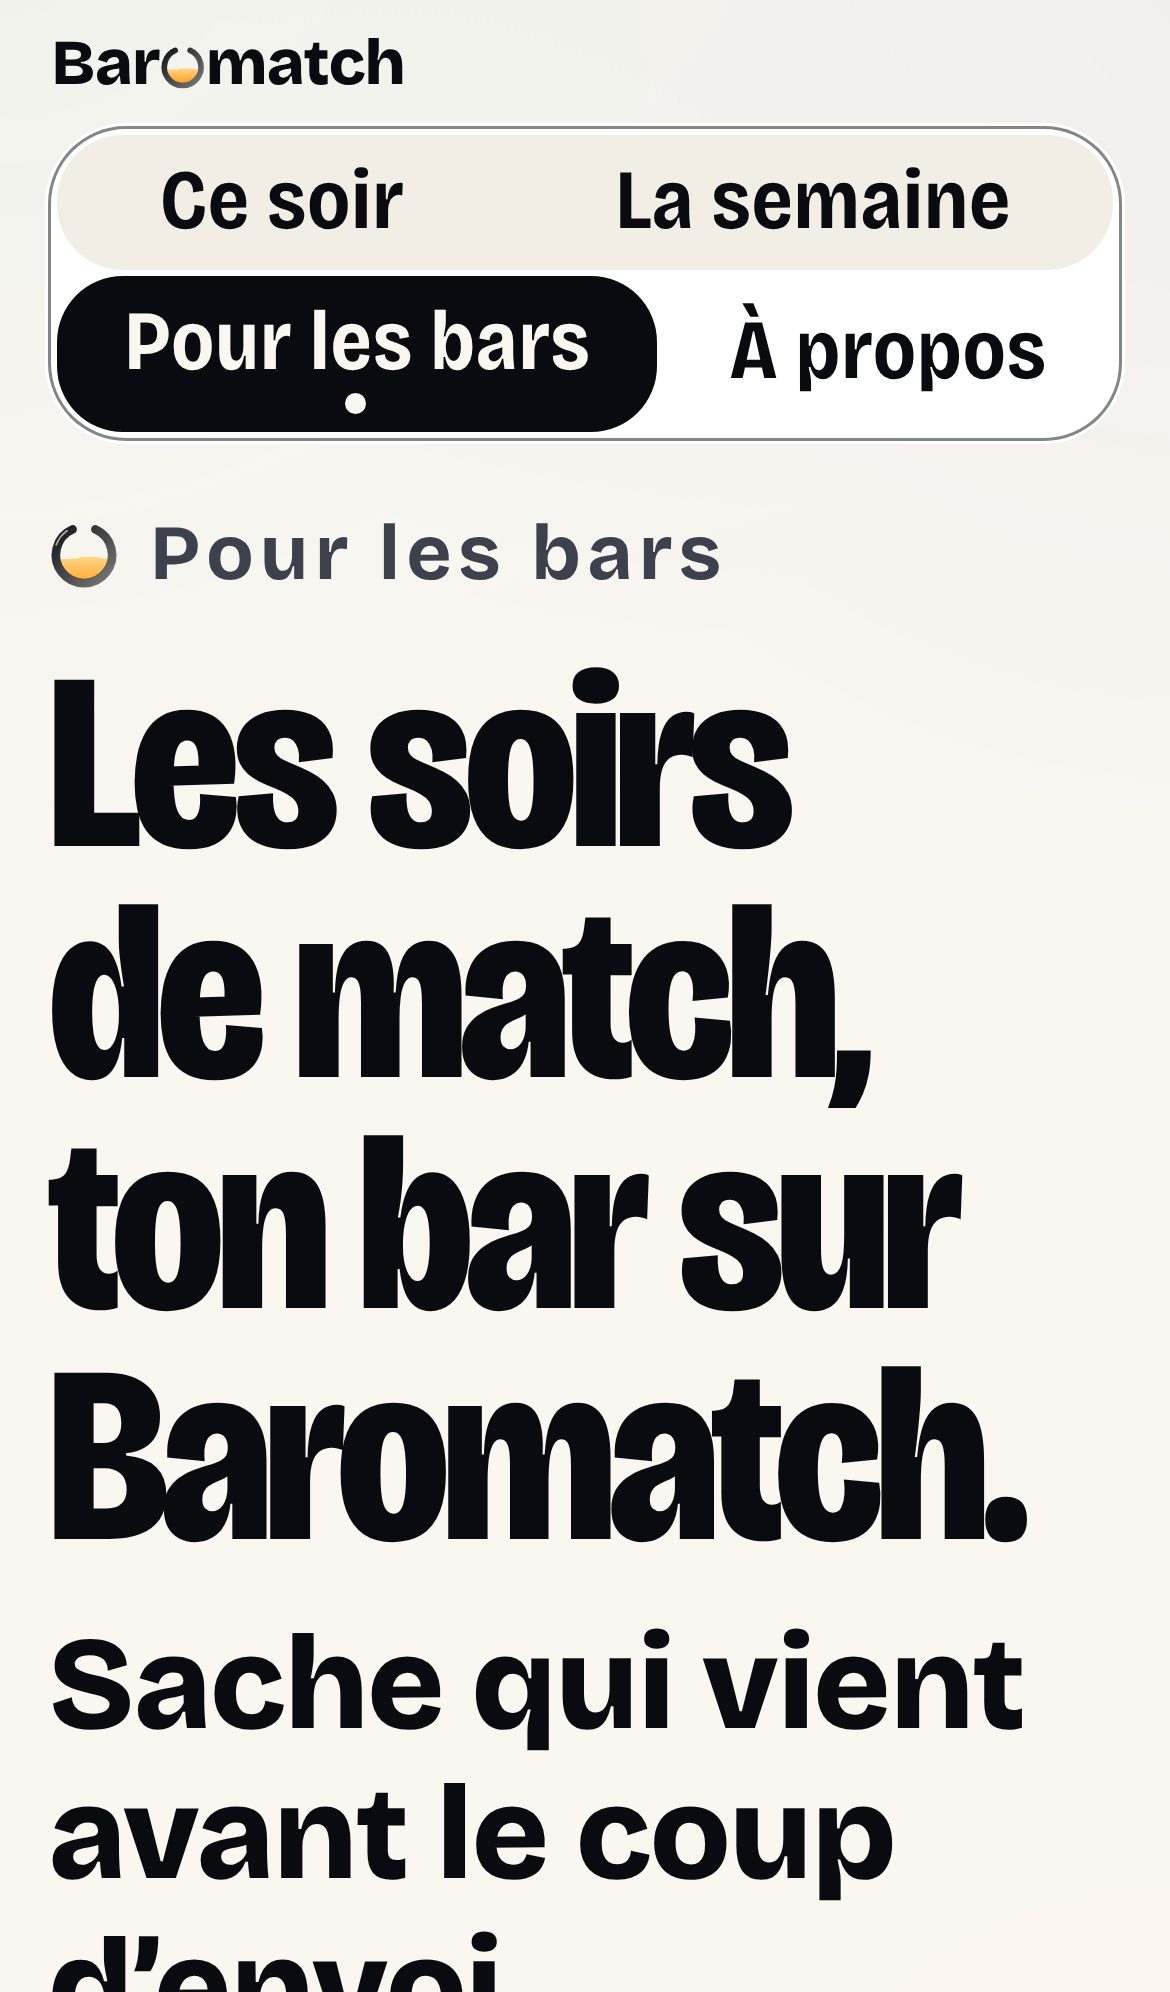 Baromatch
Ce soir La semaine
Pour les bars À propos
Pour les bars
Les soirs
de match,
ton bar sur
Baromatch.
Sache qui vient
avant le coup
d’envoi